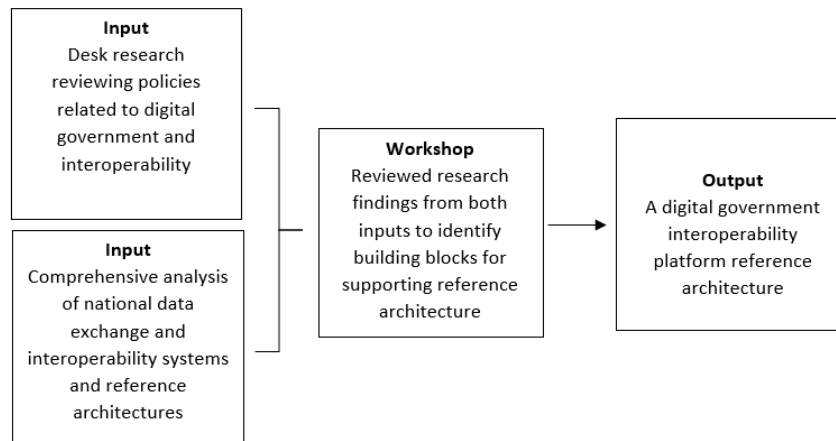 Input
Desk research
reviewing policies
related to digital
government and
interoperability
Input
Comprehensive analysis
of national data
exchange and
interoperability systems
and reference
architectures
Workshop
Reviewed research
findings from both
inputs to identify
building blocks for
supporting reference
architecture
Output
A digital government
interoperability
platform reference
architecture